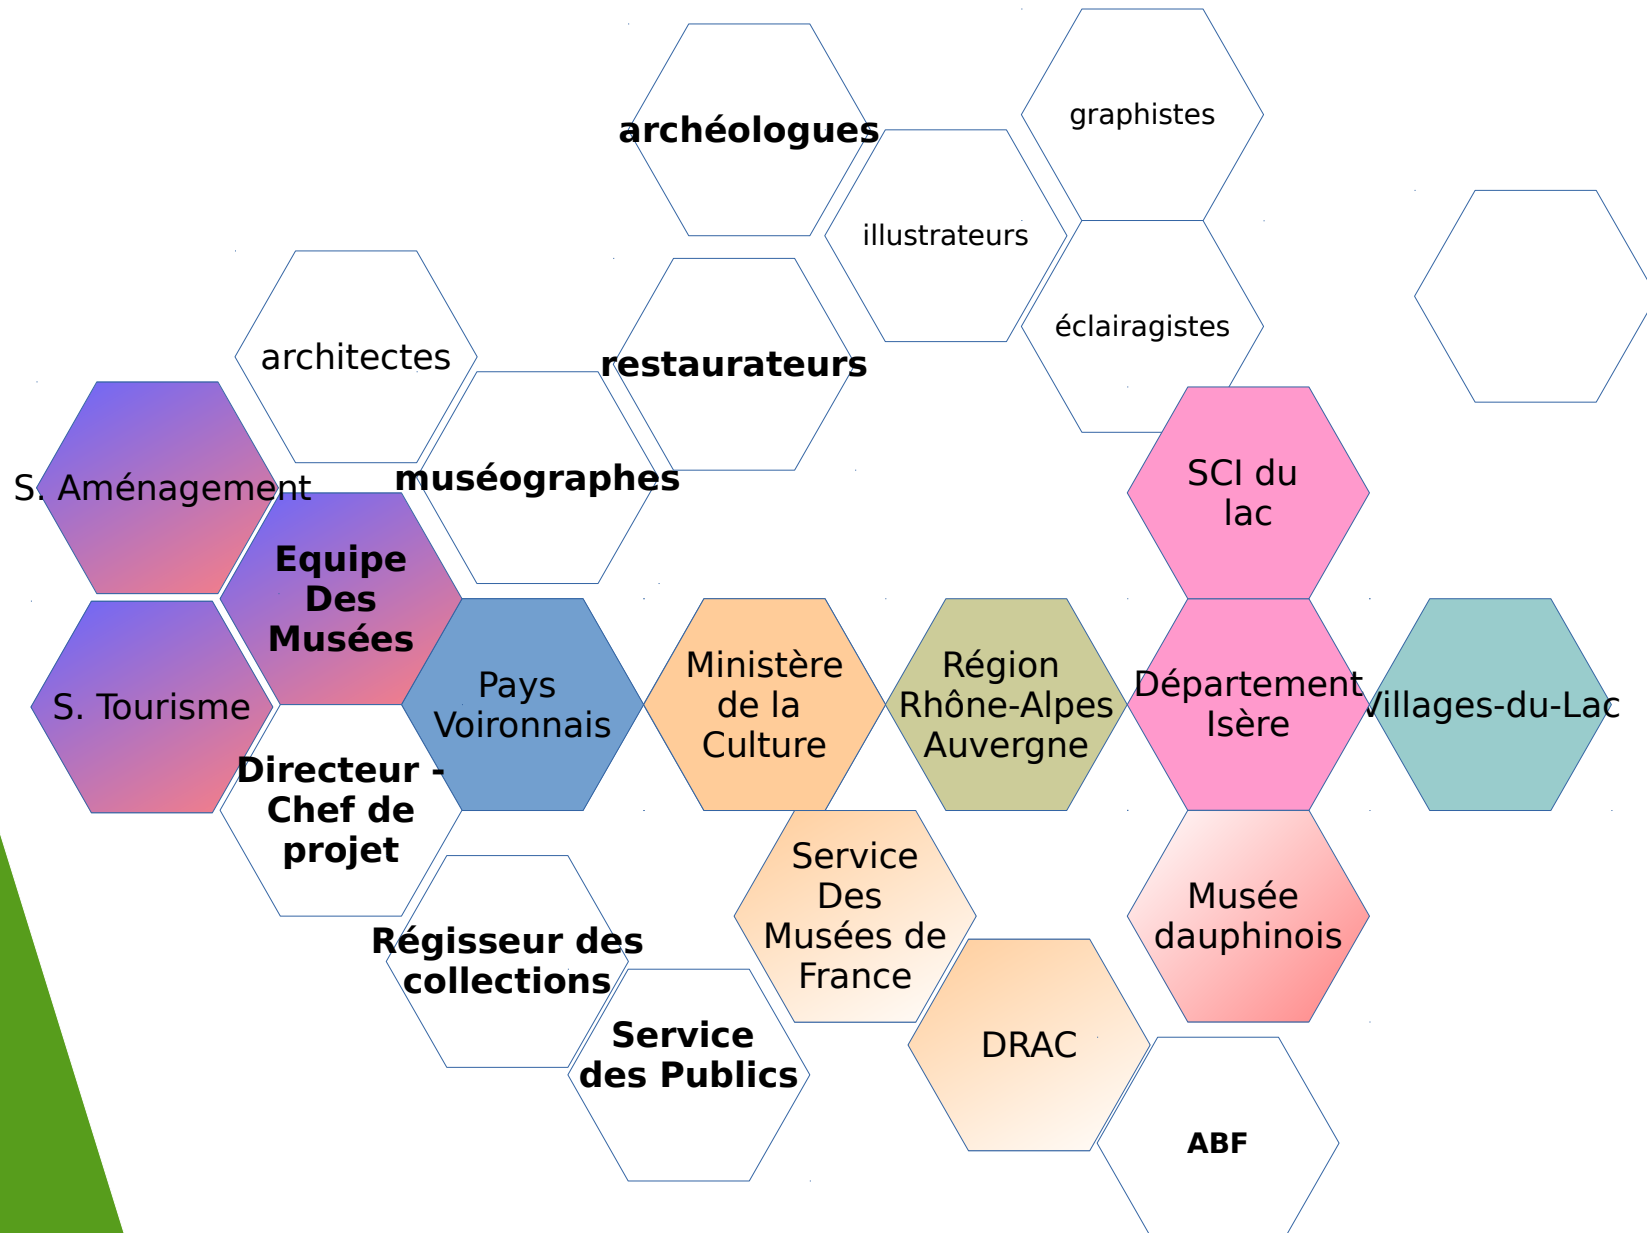 archéologues
graphistes
illustrateurs
éclairagistes
architectes
restaurateurs
muséographes
S. Aménagement
SCI du
lac
Equipe
Des
Musées
S. Tourisme
Pays
Voironnais
Ministère
de la
Culture
Région
Rhône-Alpes
Auvergne
Département
Isère
Villages-du-Lac
Directeur -
Chef de
projet
Service
Des
Musées de
France
Musée
dauphinois
Régisseur des
collections
Service
des Publics
DRAC
ABF